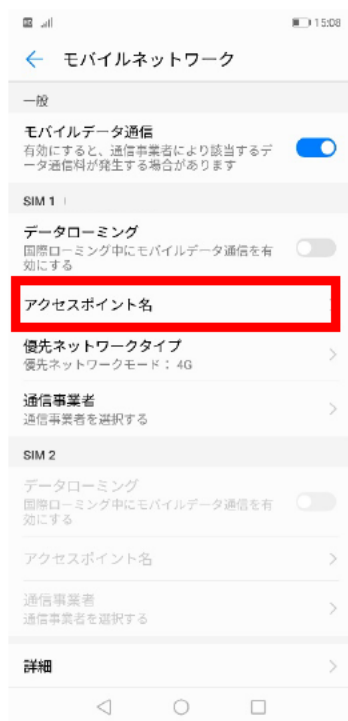 15:08
モバイルネットワーク
一般
モバイルデータ通信
有効にすると、通信事業者により該当するデ
ータ通信料が発生する場合があります
SIM 1
データローミング
国際ローミング中にモバイルデータ通信を有
効にする
アクセスポイント名
優先ネットワークタイプ
優先ネットワークモード: 4G
通信事業者
通信事業者を選択する
SIM 2
データローミング
国際ローミング中にモバイルデータ通信を有
効にする
アクセスポイント名
通信事業者
通信事業者を選択する
詳細